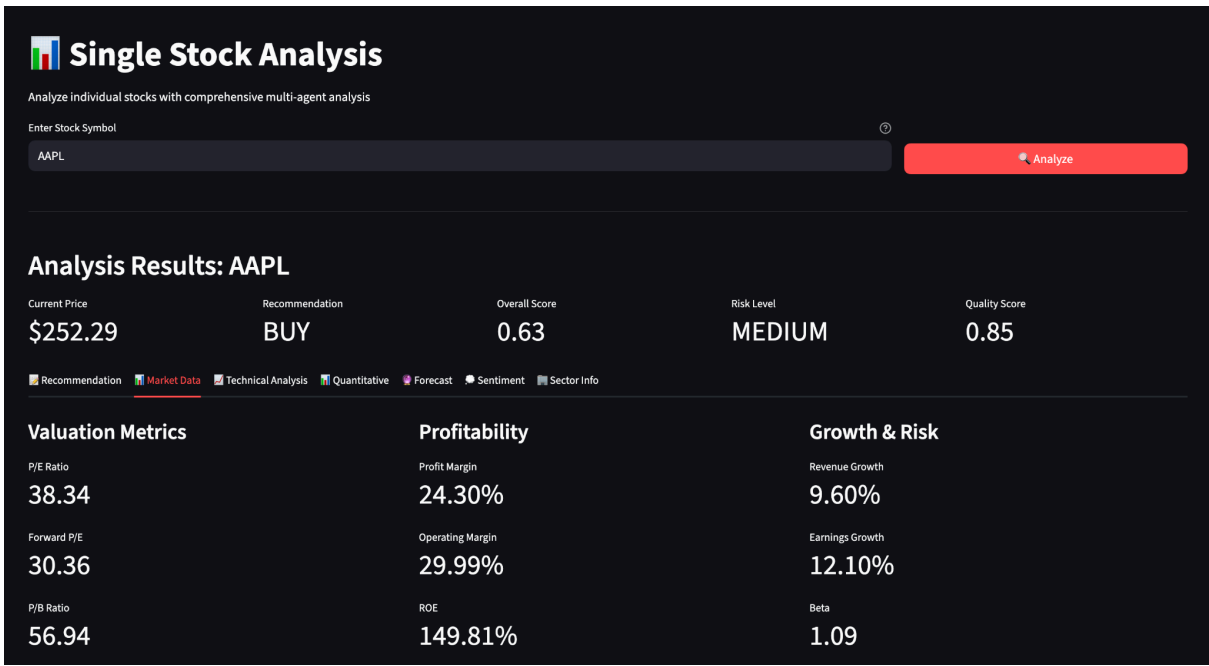 Single Stock Analysis
Analyze individual stocks with comprehensive multi-agent analysis
Enter Stock Symbol
AAPL
Analyze
Analysis Results: AAPL
Current Price Recommendation Overall Score Risk Level Quality Score
$252.29 BUY 0.63 MEDIUM 0.85
Recommendation Market Data Technical Analysis Quantitative Forecast Sentiment Sector Info
Valuation Metrics Profitability Growth & Risk
P/E Ratio Profit Margin Revenue Growth
38.34 24.30% 9.60%
Forward P/E Operating Margin Earnings Growth
30.36 29.99% 12.10%
P/B Ratio ROE Beta
56.94 149.81% 1.09